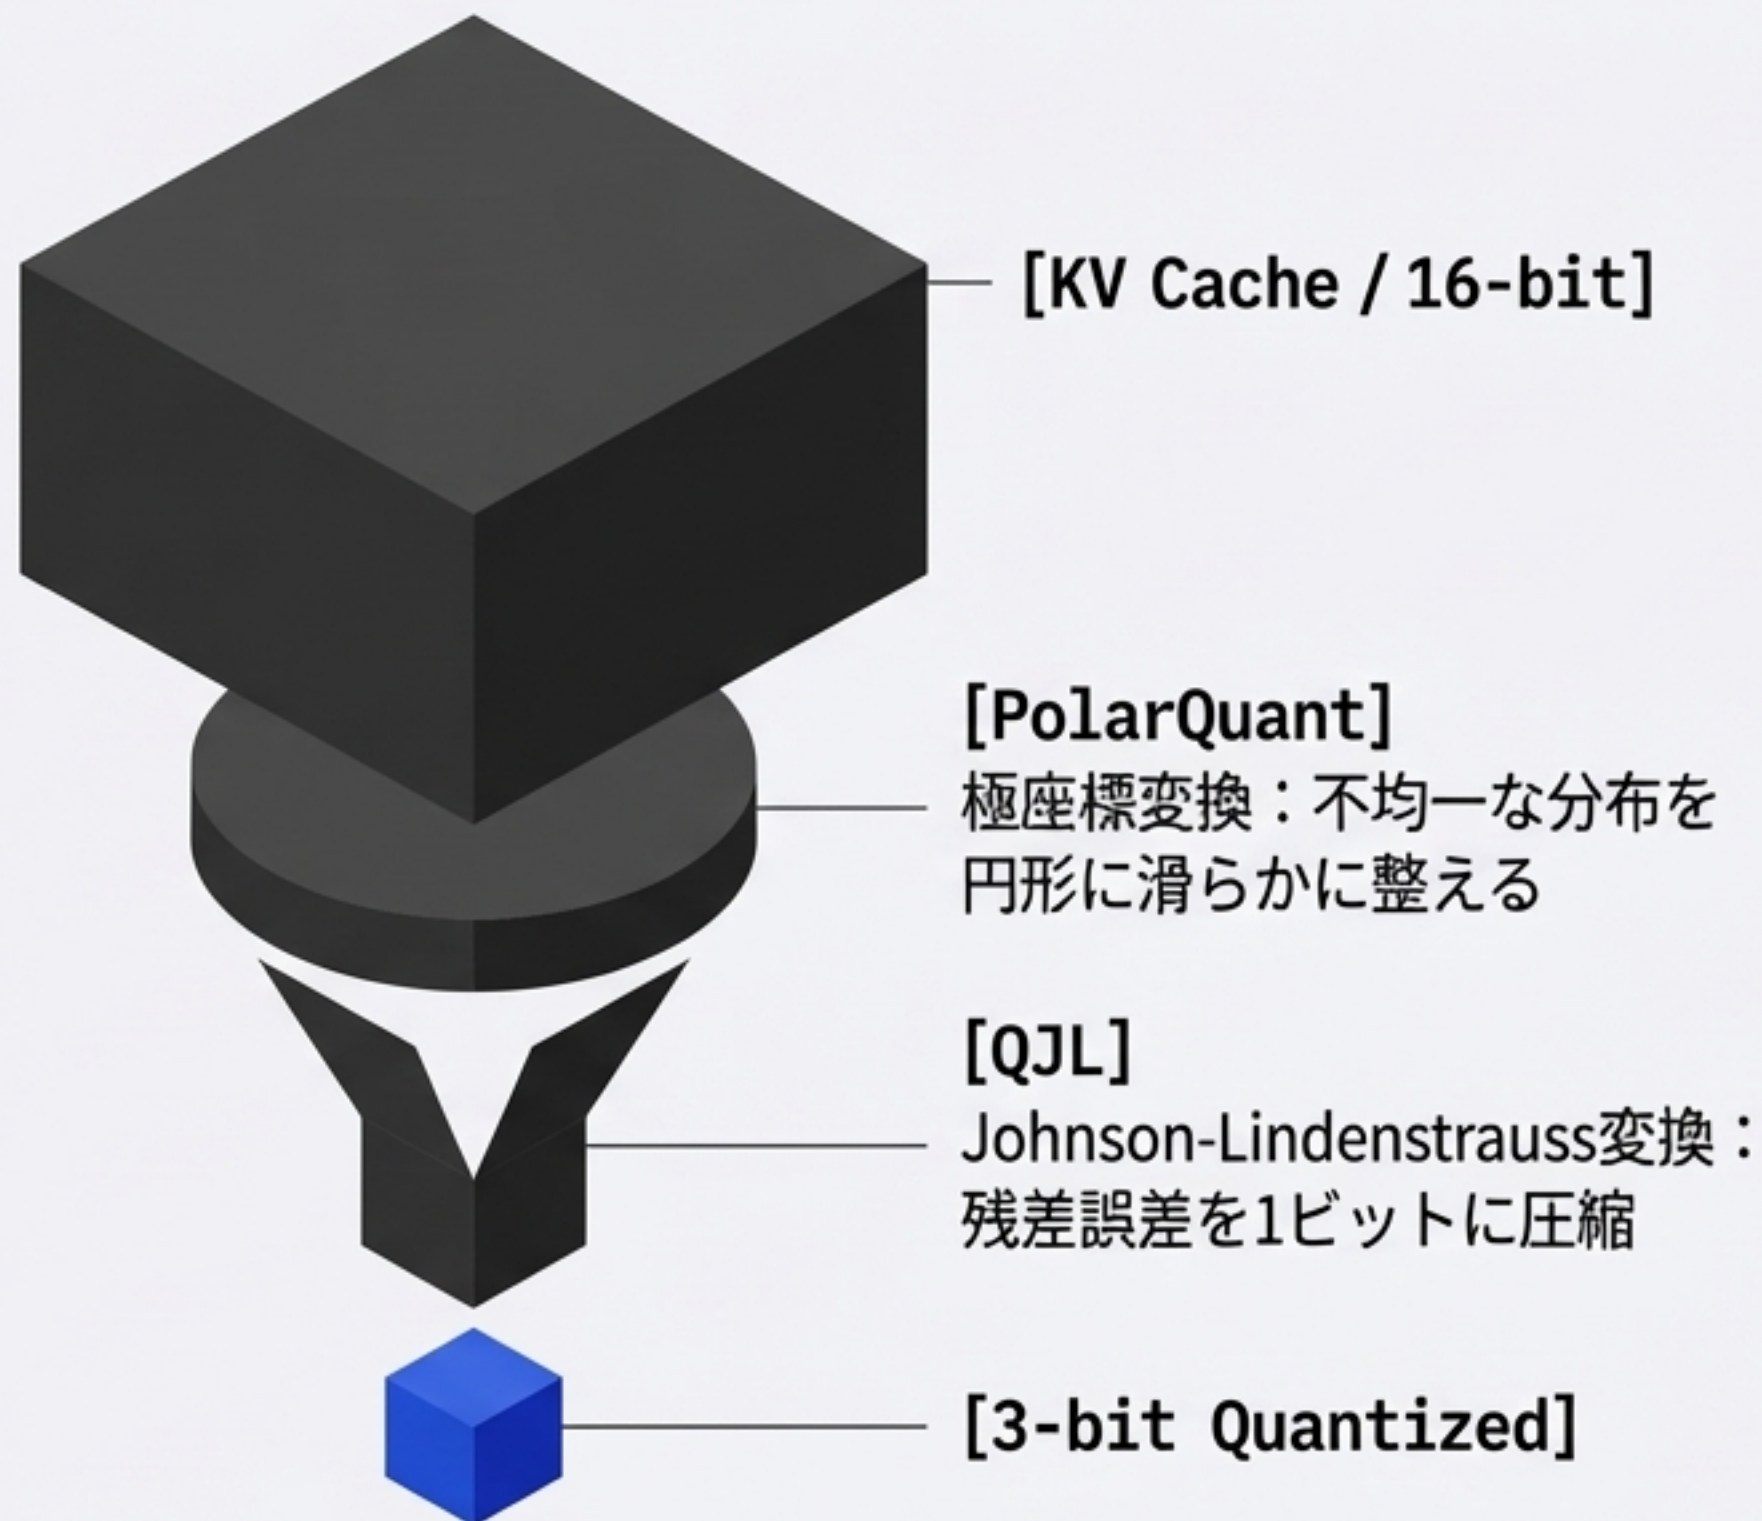 [KV Cache / 16-bit]
[PolarQuant]
極座標変換：不均一な分布を
円形に滑らかに整える
[QJL]
Johnson-Lindenstrauss変換：
残差誤差を1ビットに圧縮
[3-bit Quantized]